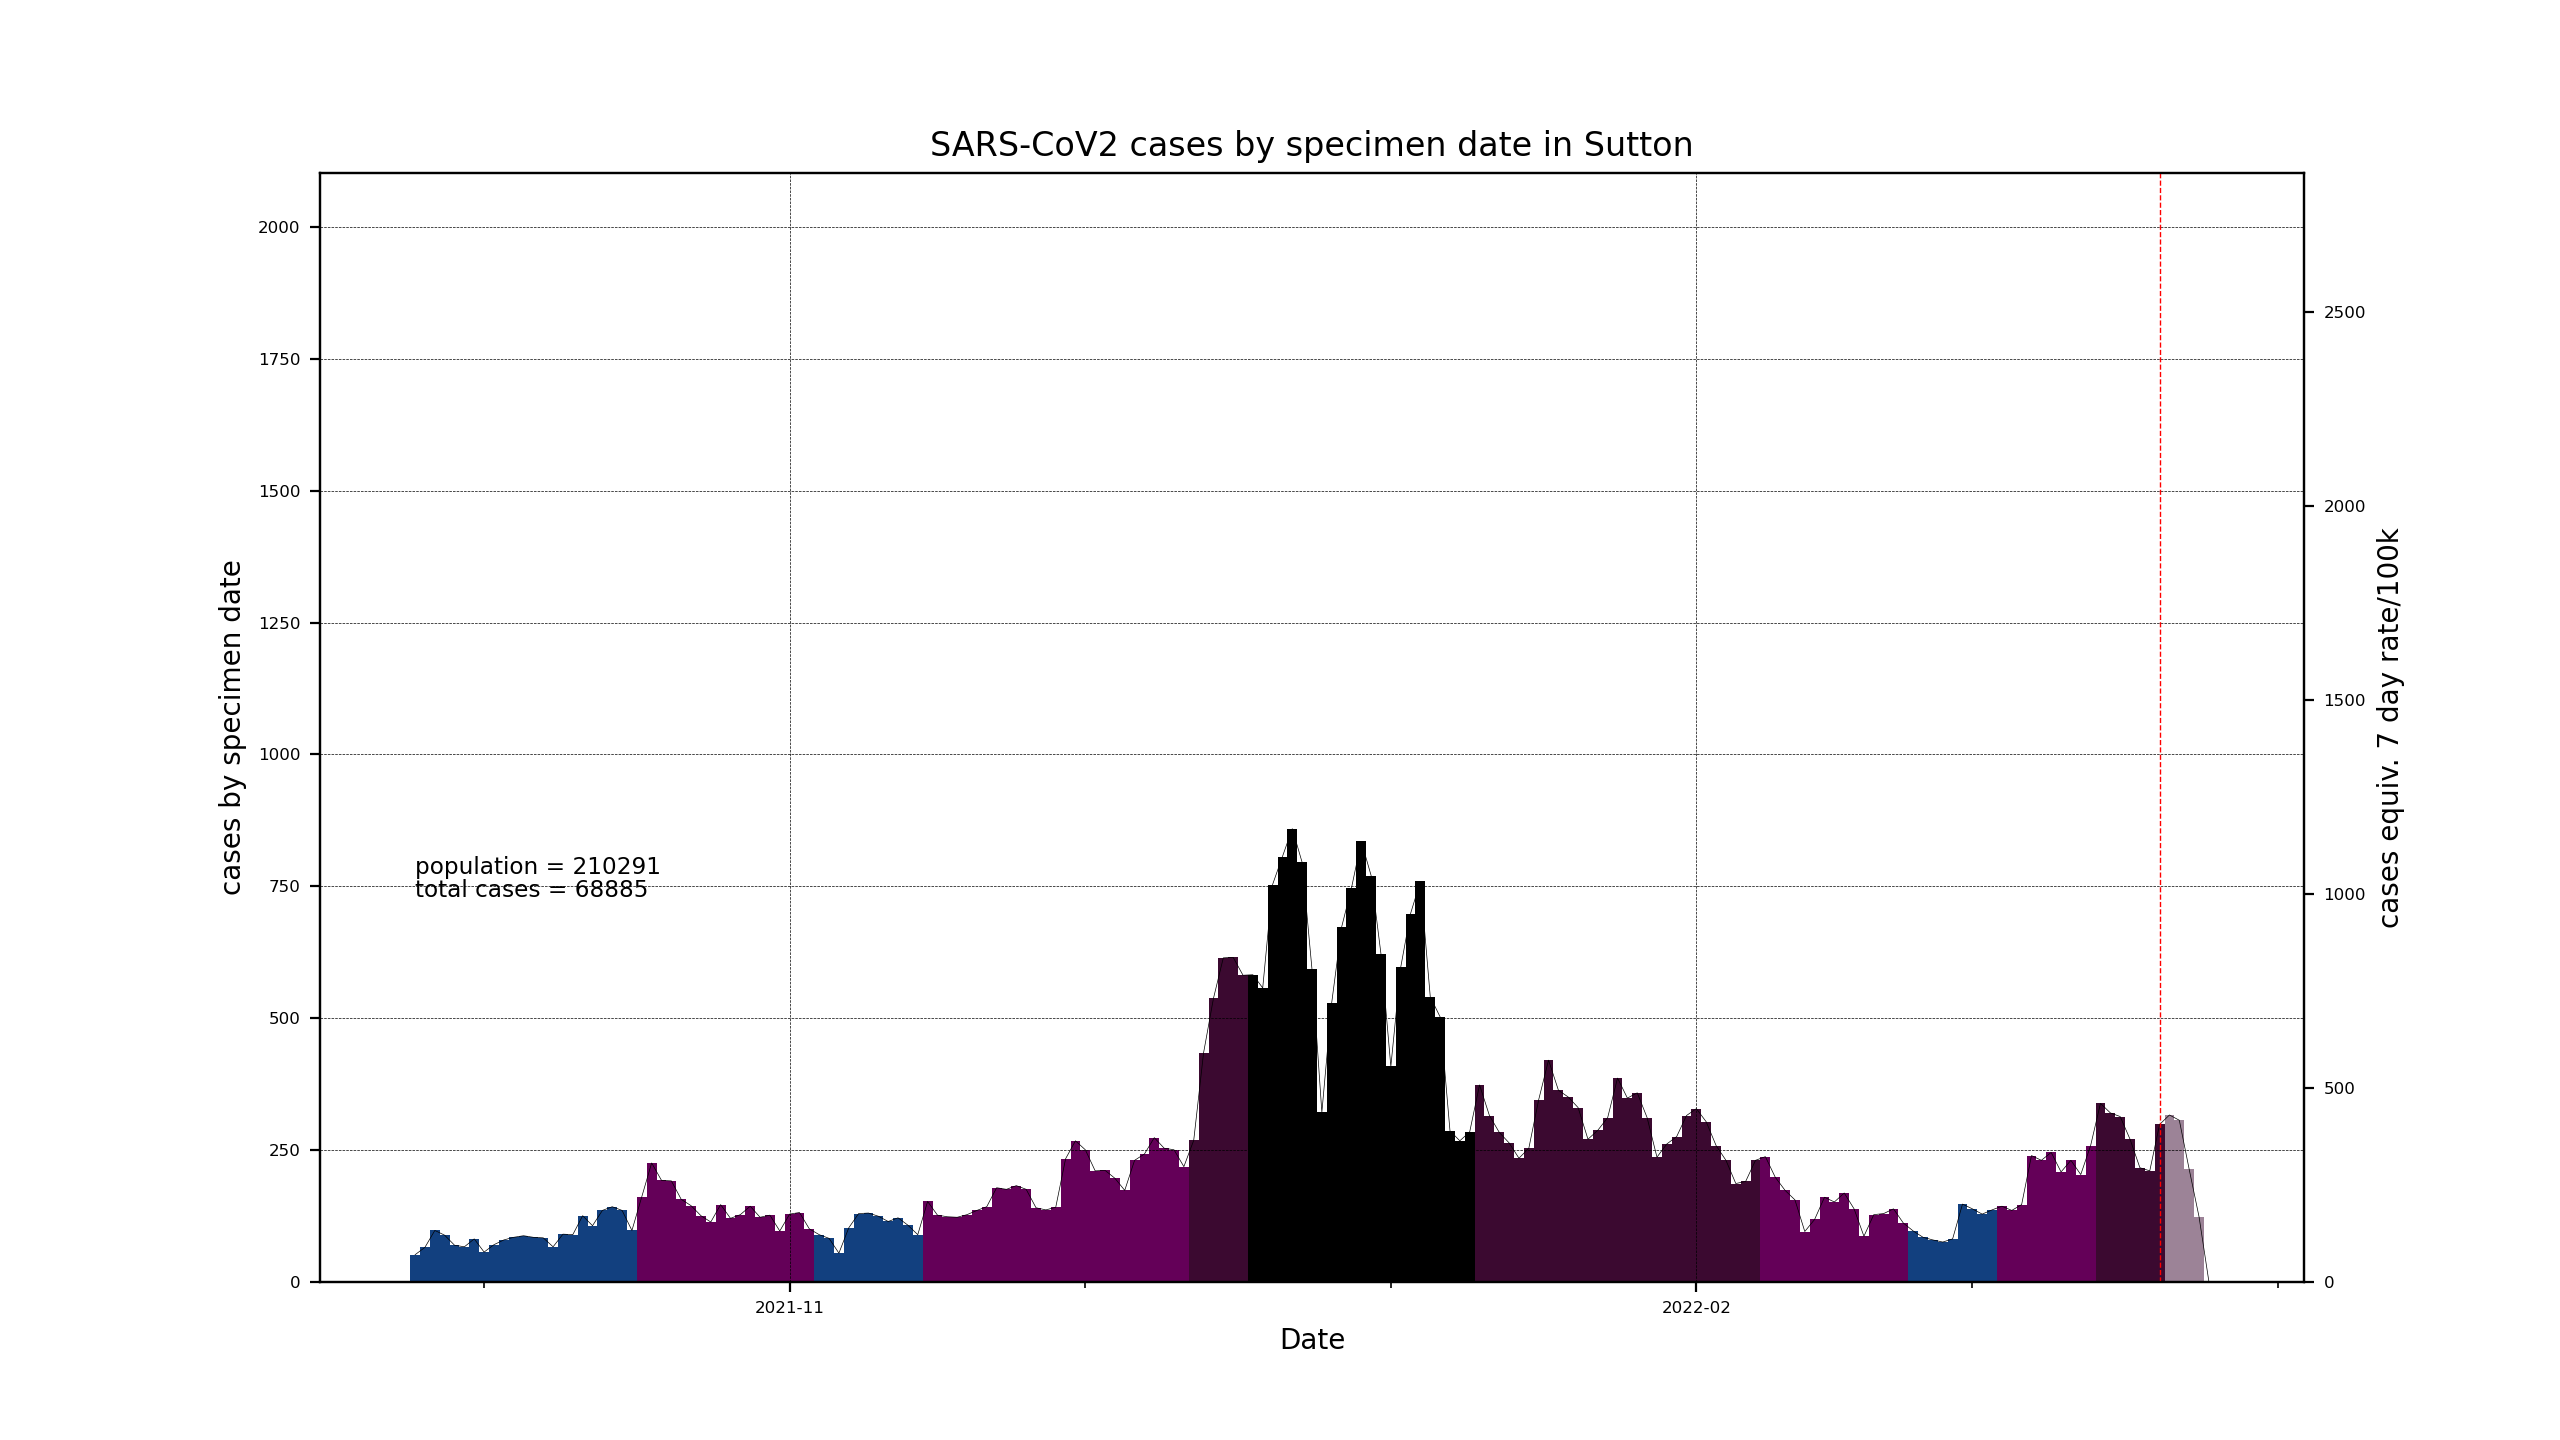 SARS-CoV2 cases by specimen date in Sutton
cases by specimen date
2000
1750
1500
1250
1000
750
500
250
0
population = 210291
total cases = 68885
2500
2000
1500
1000
500
0
cases equiv. 7 day rate/100k
2021-11
2022-02
Date